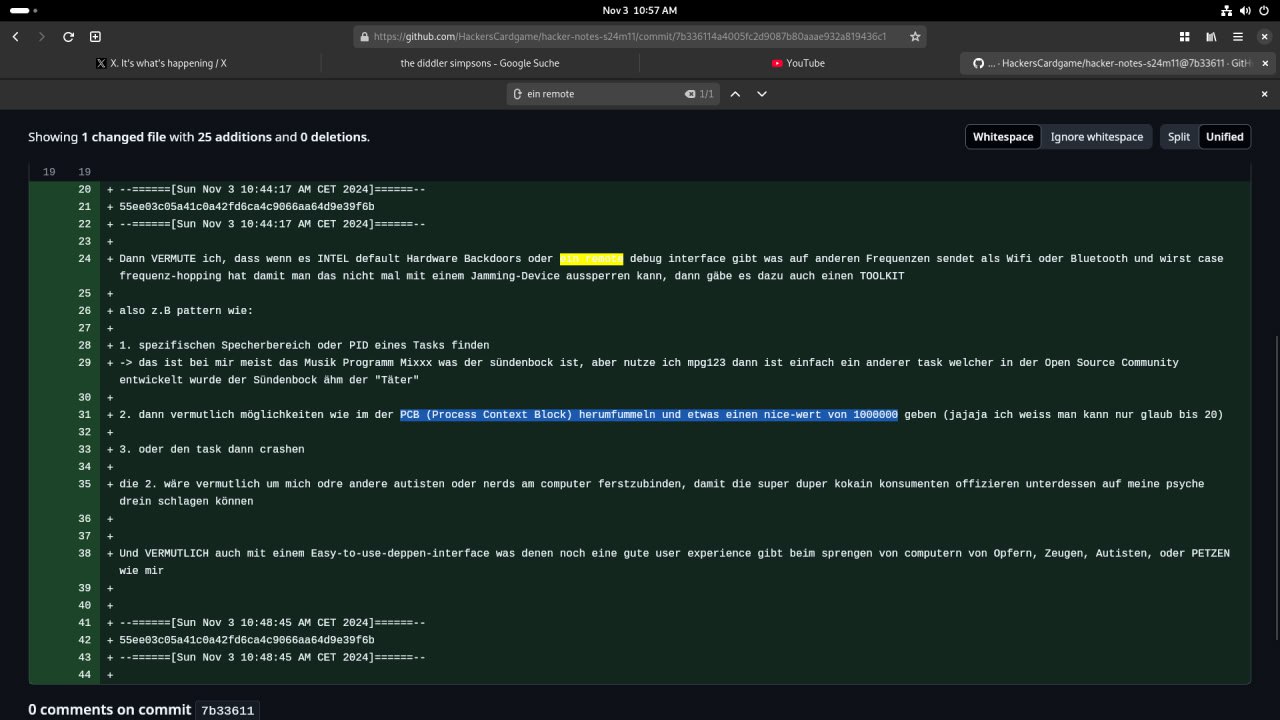 Nov 3 10:57 AM
https://github.com/HackersCardgame/hacker-notes-s24m11/commit/7b336114a4005fc2d9087b80aaae932a819436c1
X. It's what's happening / X
the diddler simpsons - Google Suche
YouTube
... · HackersCardgame/hacker-notes-s24m11@7b33611 · GitH
ein remote 1/1
Showing 1 changed file with 25 additions and 0 deletions.
Whitespace Ignore whitespace Split Unified
19 19
20 + --======[Sun Nov 3 10:44:17 AM CET 2024]======--
21 + 55ee03c05a41c0a42fd6ca4c9066aa64d9e39f6b
22 + --======[Sun Nov 3 10:44:17 AM CET 2024]======--
23 +
24 + Dann VERMUTE ich, dass wenn es INTEL default Hardware Backdoors oder ein remote debug interface gibt was auf anderen Frequenzen sendet als Wifi oder Bluetooth und wirst case
frequenz-hopping hat damit man das nicht mal mit einem Jamming-Device aussperren kann, dann gäbe es dazu auch einen TOOLKIT
25 +
26 + also z.B pattern wie:
27 +
28 + 1. spezifischen Specherbereich oder PID eines Tasks finden
29 + -> das ist bei mir meist das Musik Programm Mixxx was der sündenbock ist, aber nutze ich mpg123 dann ist einfach ein anderer task welcher in der Open Source Community
entwickelt wurde der Sündenbock ähm der "Täter"
30 +
31 + 2. dann vermutlich möglichkeiten wie im der PCB (Process Context Block) herumfummeln und etwas einen nice-wert von 1000000 geben (jajaja ich weiss man kann nur glaub bis 20)
32 +
33 + 3. oder den task dann crashen
34 +
35 + die 2. wäre vermutlich um mich odre andere autisten oder nerds am computer ferstzubinden, damit die super duper kokain konsumenten offizieren unterdessen auf meine psyche
drein schlagen können
36 +
37 +
38 + Und VERMUTLICH auch mit einem Easy-to-use-deppen-interface was denen noch eine gute user experience gibt beim sprengen von computern von Opfern, Zeugen, Autisten, oder PETZEN
wie mir
39 +
40 +
41 + --======[Sun Nov 3 10:48:45 AM CET 2024]======--
42 + 55ee03c05a41c0a42fd6ca4c9066aa64d9e39f6b
43 + --======[Sun Nov 3 10:48:45 AM CET 2024]======--
44 +
0 comments on commit 7b33611